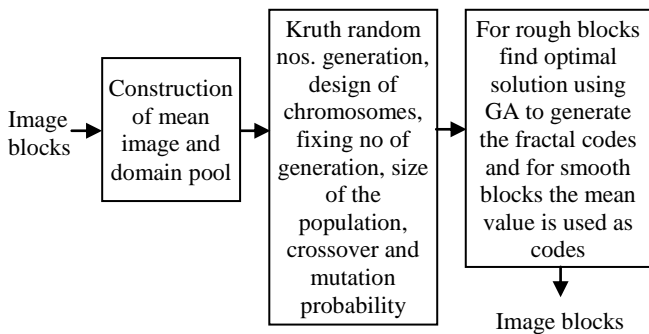 Image
blocks
Construction
of mean
image and
domain pool
Kruth random
nos. generation,
design of
chromosomes,
fixing no of
generation, size
of the
population,
crossover and
mutation
probability
For rough blocks
find optimal
solution using
GA to generate
the fractal codes
and for smooth
blocks the mean
value is used as
codes
Image blocks